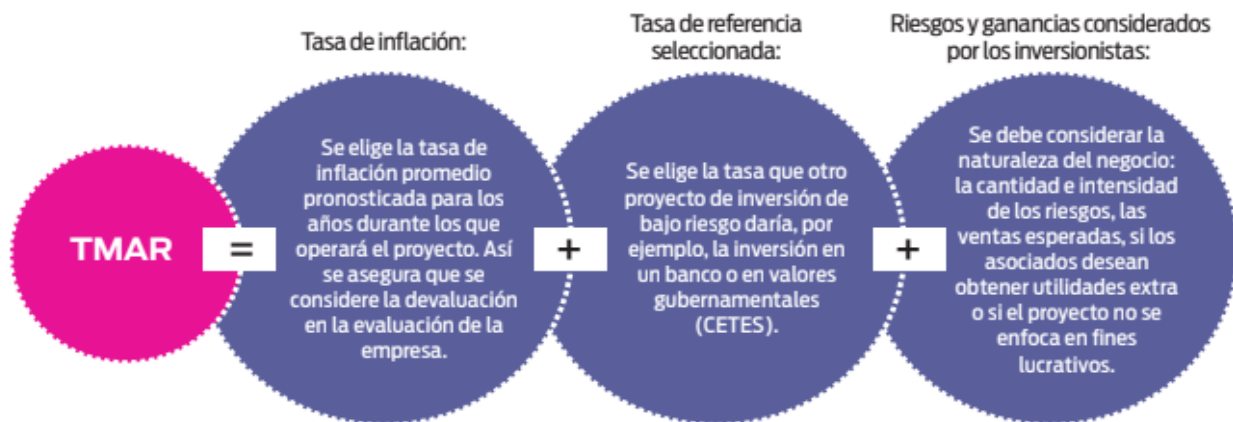 Tasa de inflación:
Tasa de referencia
seleccionada:
Riesgos y ganancias considerados
por los inversionistas:
TMAR
=
Se elige la tasa de
inflación promedio
pronosticada para los
años durante los que
operará el proyecto. Así
se asegura que se
considere la devaluación
en la evaluación de la
empresa.
+
Se elige la tasa que otro
proyecto de inversión de
bajo riesgo daría, por
ejemplo, la inversión en
un banco o en valores
gubernamentales
(CETES).
+
Se debe considerar la
naturaleza del negocio:
la cantidad e intensidad
de los riesgos, las
ventas esperadas, si los
asociados desean
obtener utilidades extra
o si el proyecto no se
enfoca en fines
lucrativos.